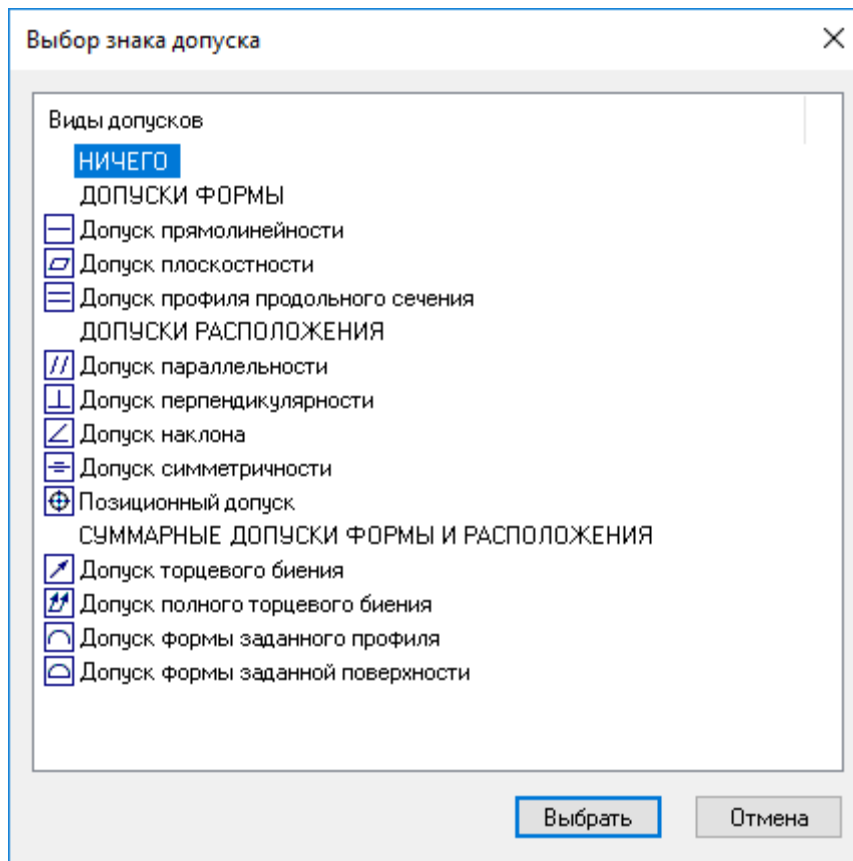 Выбор знака допуска
Виды допусков
НИЧЕГО
ДОПУСКИ ФОРМЫ
Допуск прямолинейности
Допуск плоскостности
Допуск профиля продольного сечения
ДОПУСКИ РАСПОЛОЖЕНИЯ
Допуск параллельности
Допуск перпендикулярности
Допуск наклона
Допуск симметричности
Позиционный допуск
СУММАРНЫЕ ДОПУСКИ ФОРМЫ И РАСПОЛОЖЕНИЯ
Допуск торцевого биения
Допуск полного торцевого биения
Допуск формы заданного профиля
Допуск формы заданной поверхности
Выбрать Отмена